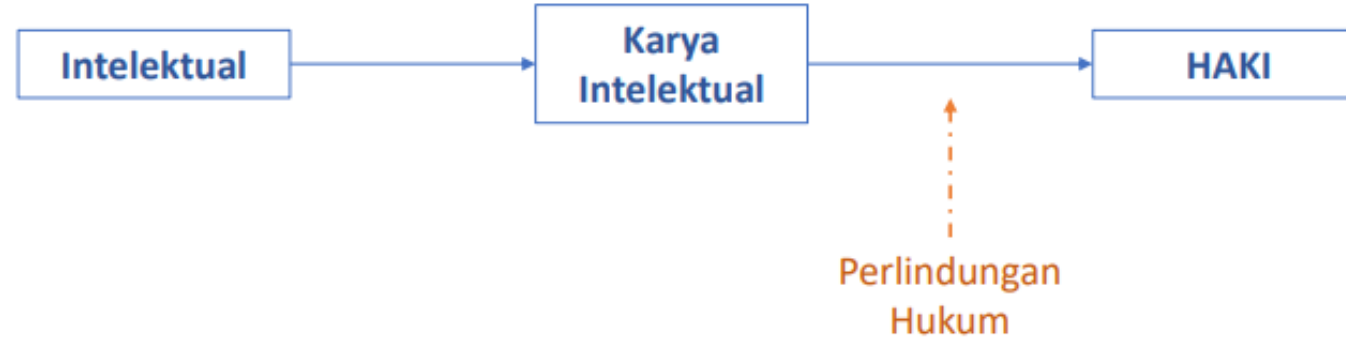 Intelektual
Karya
Intelektual
HAKI
Perlindungan
Hukum